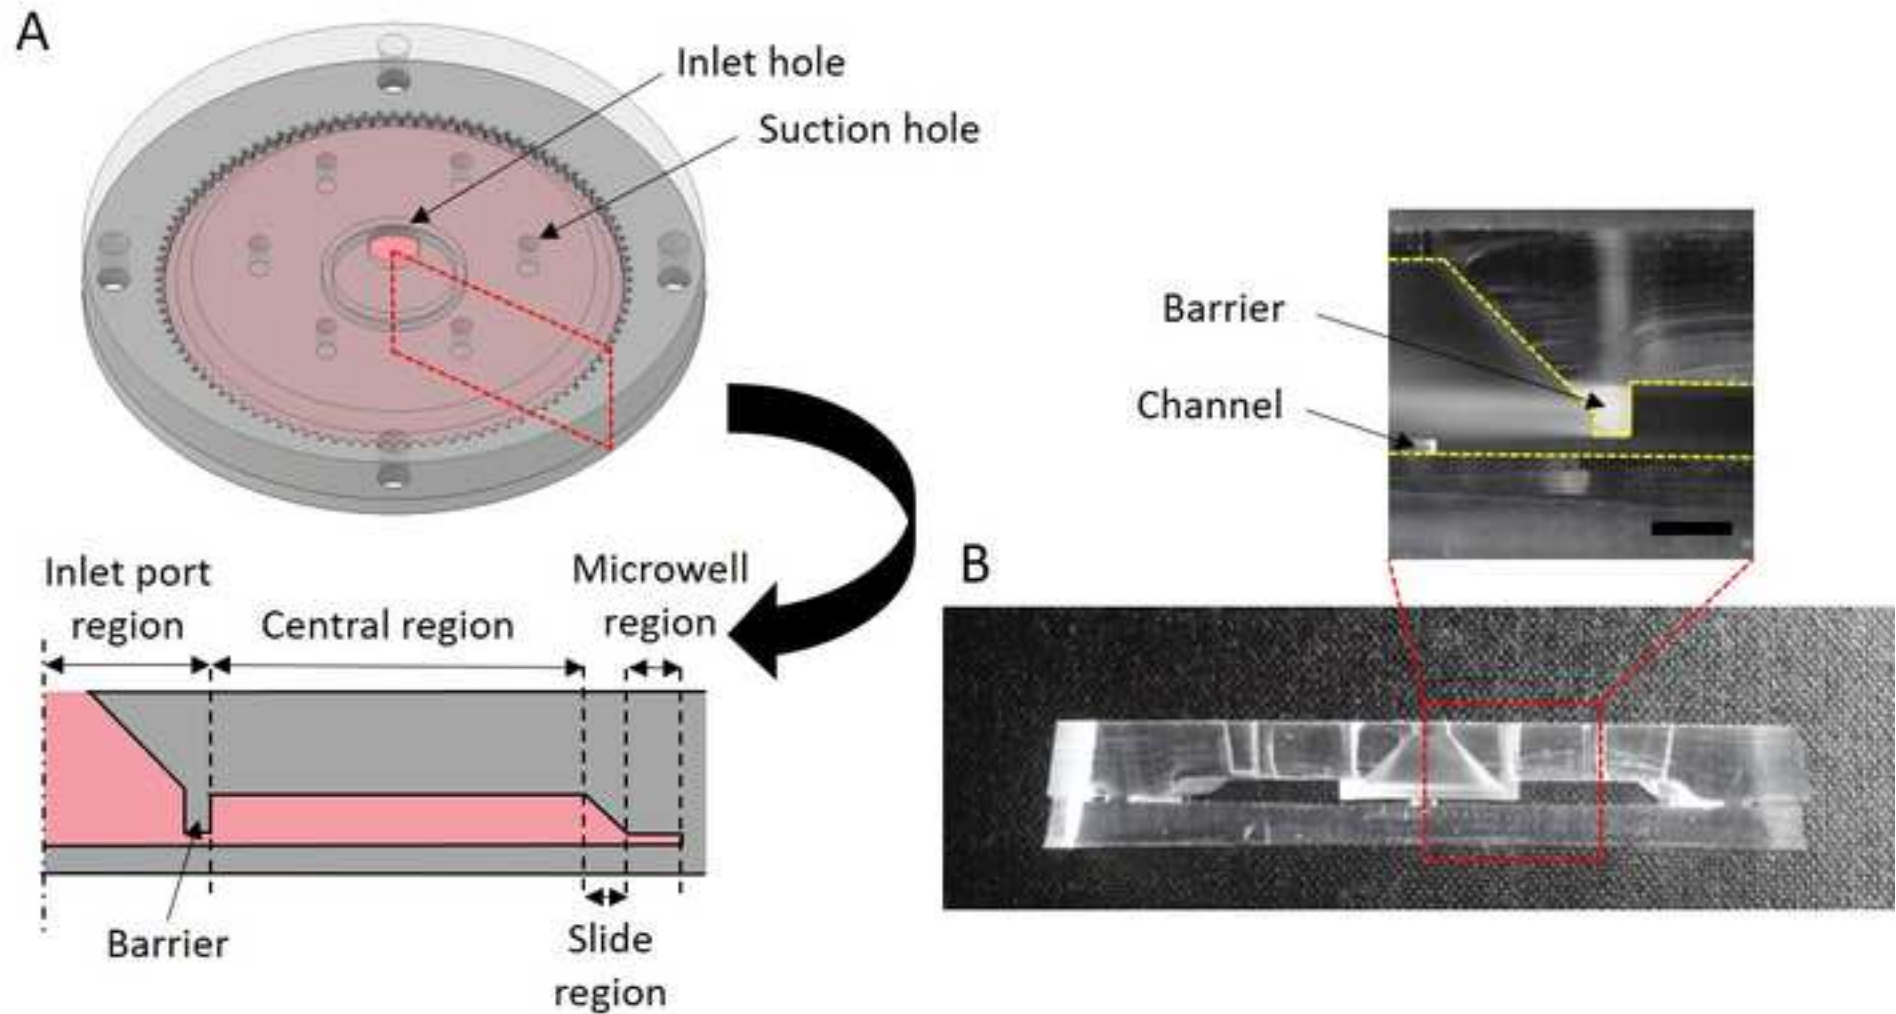 A
Inlet hole
Suction hole
Inlet port
region
Central region
Microwell
region
Barrier
Slide
region
Barrier
Channel
B